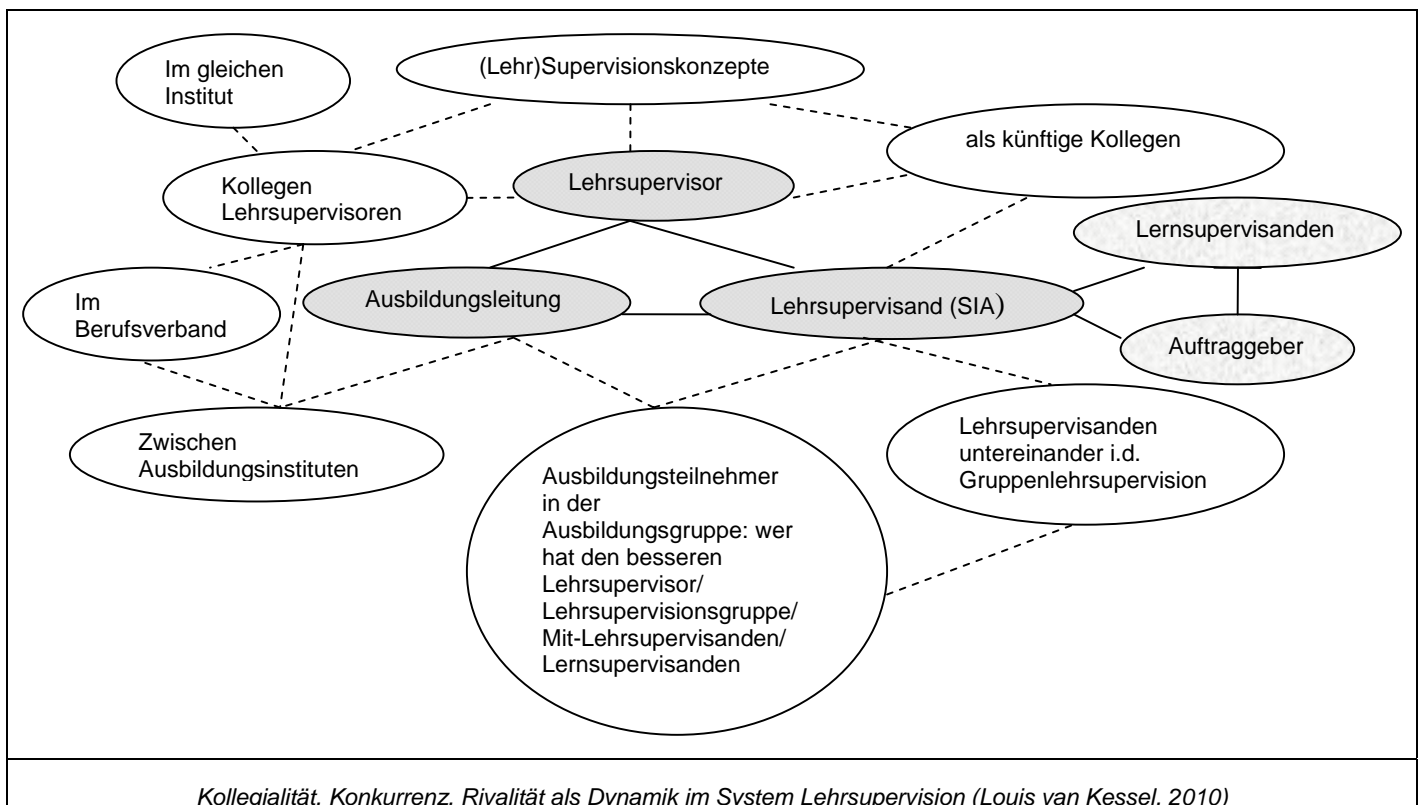 Im gleichen
Institut
(Lehr)Supervisionskonzepte
als künftige Kollegen
Kollegen
Lehrsupervisoren
Lehrsupervisor
Lernsupervisanden
Im
Berufsverband
Ausbildungsleitung
Lehrsupervisand (SIA)
Auftraggeber
Zwischen
Ausbildungsinstituten
Ausbildungsteilnehmer
in der
Ausbildungsgruppe: wer
hat den besseren
Lehrsupervisor/
Lehrsupervisionsgruppe/
Mit-Lehrsupervisanden/
Lernsupervisanden
Lehrsupervisanden
untereinander i.d.
Gruppenlehrsupervision
Kollegialität, Konkurrenz, Rivalität als Dynamik im System Lehrsupervision (Louis van Kessel, 2010)